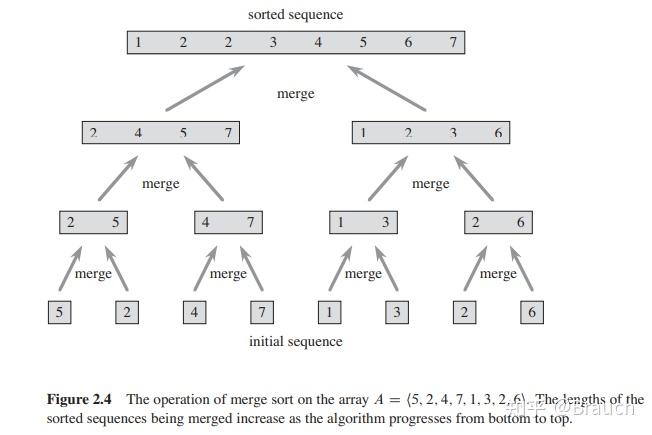 sorted sequence
1 2 2 3 4 5 6 7
merge
2 4 5 7 1 2 3 6
merge merge
2 5 4 7 1 3 2 6
merge merge merge merge
5 2 4 7 1 3 2 6
initial sequence
Figure 2.4 The operation of merge sort on the array A = ⟨5, 2, 4, 7, 1, 3, 2, 6⟩. The lengths of the
sorted sequences being merged increase as the algorithm progresses from bottom to top.
知乎 @Brauch